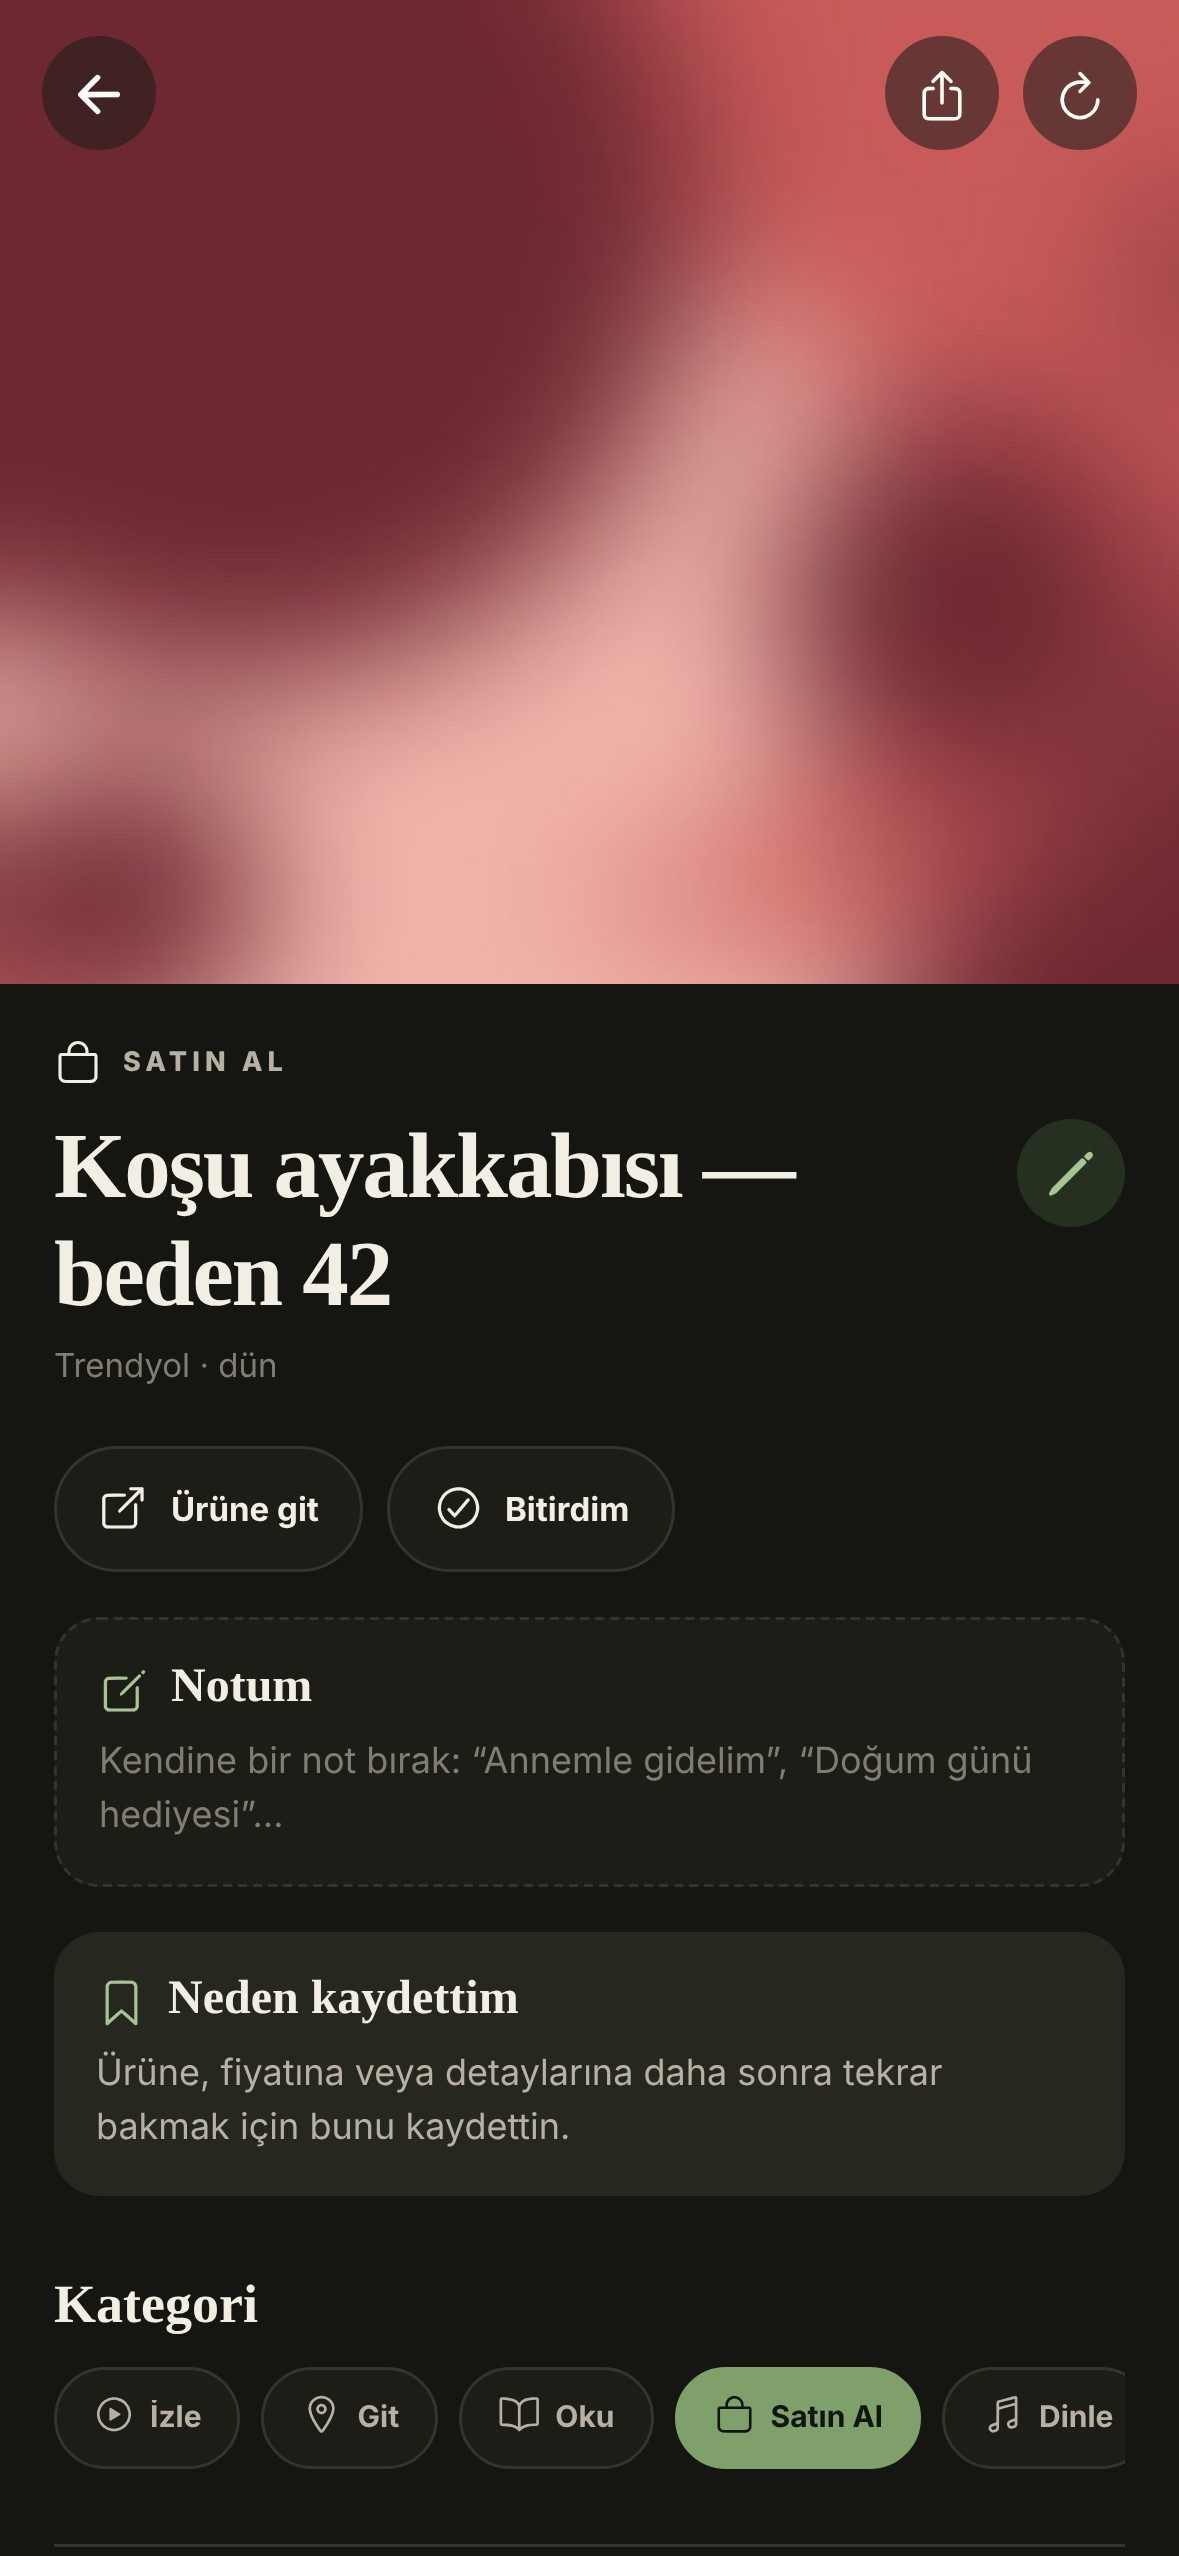 SATIN AL
Koşu ayakkabısı —
beden 42
Trendyol · dün
Ürüne git
Bitirdim
Notum
Kendine bir not bırak: “Annemle gidelim”, “Doğum günü
hediyesi”...
Neden kaydettim
Ürüne, fiyatına veya detaylarına daha sonra tekrar
bakmak için bunu kaydettin.
Kategori
İzle
Git
Oku
Satın Al
Dinle